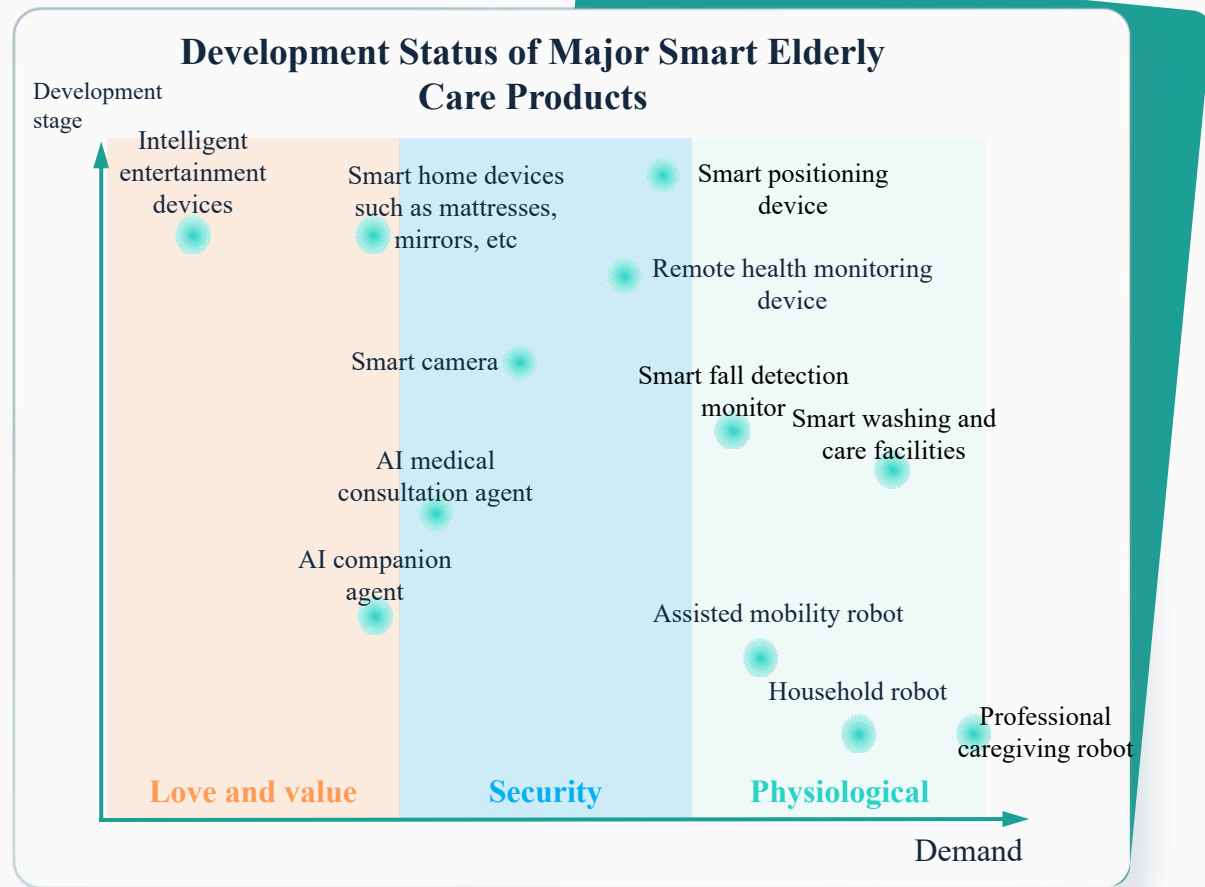 Development Status of Major Smart Elderly
Care Products
Development
stage
Intelligent
entertainment
devices
Smart home devices
such as mattresses,
mirrors, etc
Smart positioning
device
Remote health monitoring
device
Smart camera
Smart fall detection
monitor
Smart washing and
care facilities
AI medical
consultation agent
AI companion
agent
Assisted mobility robot
Household robot
Professional
caregiving robot
Love and value
Security
Physiological
Demand